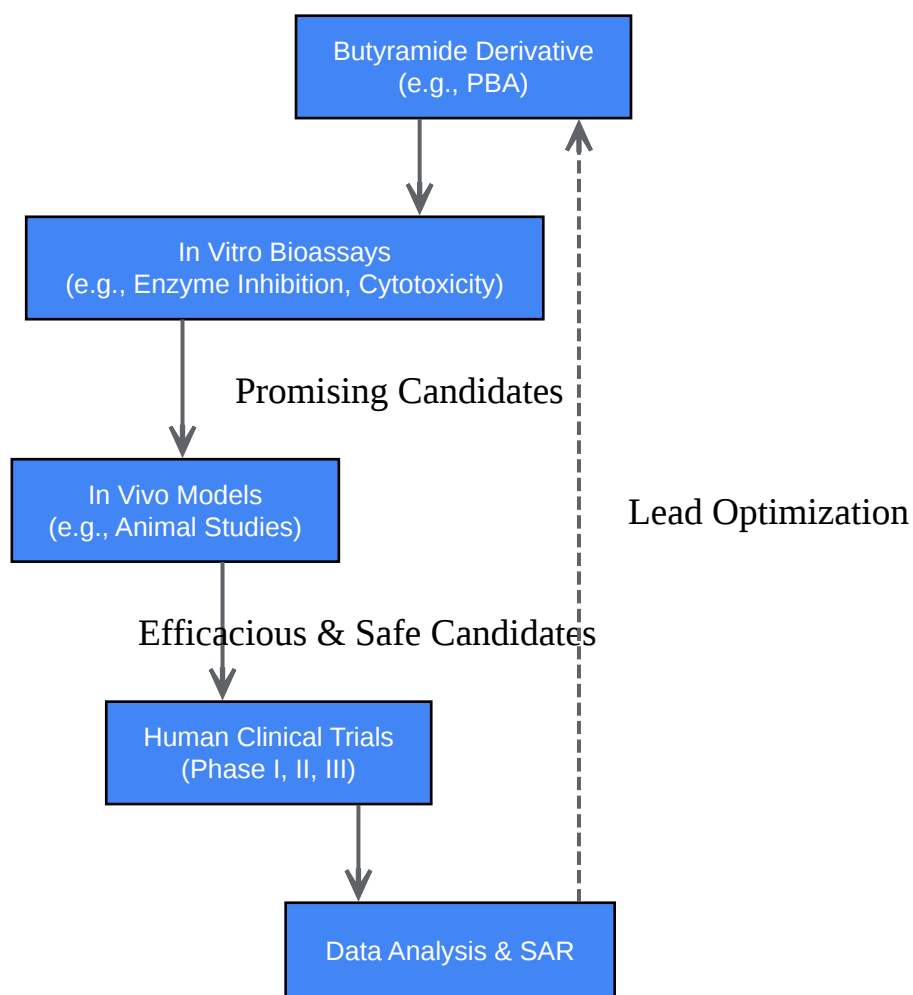 Butyramide Derivative
(e.g., PBA)
In Vitro Bioassays
(e.g., Enzyme Inhibition, Cytotoxicity)
Promising Candidates
In Vivo Models
(e.g., Animal Studies)
Lead Optimization
Efficacious & Safe Candidates
Human Clinical Trials
(Phase I, II, III)
Data Analysis & SAR